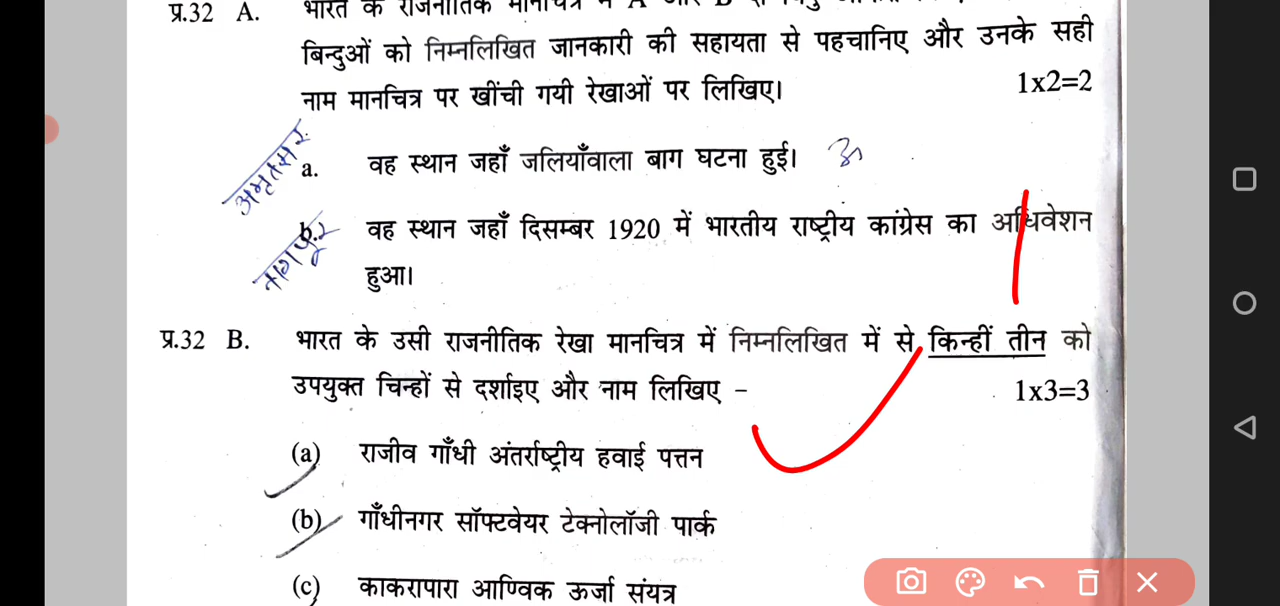 प्र.32 A. भारत के राजनीतिक मानचित्र में A और B
बिन्दुओं को निम्नलिखित जानकारी की सहायता से पहचानिए और उनके सही
नाम मानचित्र पर खींची गयी रेखाओं पर लिखिए। 1x2=2
अमृतसर
a. वह स्थान जहाँ जलियाँवाला बाग घटना हुई।
नागपूर
b. वह स्थान जहाँ दिसम्बर 1920 में भारतीय राष्ट्रीय कांग्रेस का अधिवेशन
हुआ।
प्र.32 B. भारत के उसी राजनीतिक रेखा मानचित्र में निम्नलिखित में से किन्हीं तीन को
उपयुक्त चिन्हों से दर्शाइए और नाम लिखिए – 1x3=3
(a) राजीव गाँधी अंतर्राष्ट्रीय हवाई पत्तन
(b) गाँधीनगर सॉफ्टवेयर टेक्नोलॉजी पार्क
(c) काकरापारा आण्विक ऊर्जा संयत्र